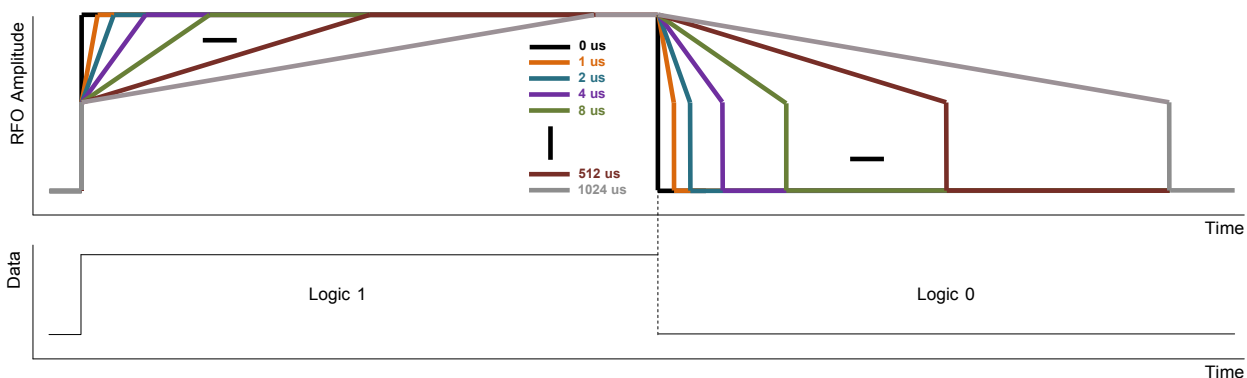 RFO Amplitude
0 us
1 us
2 us
4 us
8 us
512 us
1024 us
Time
Data
Logic 1
Logic 0
Time